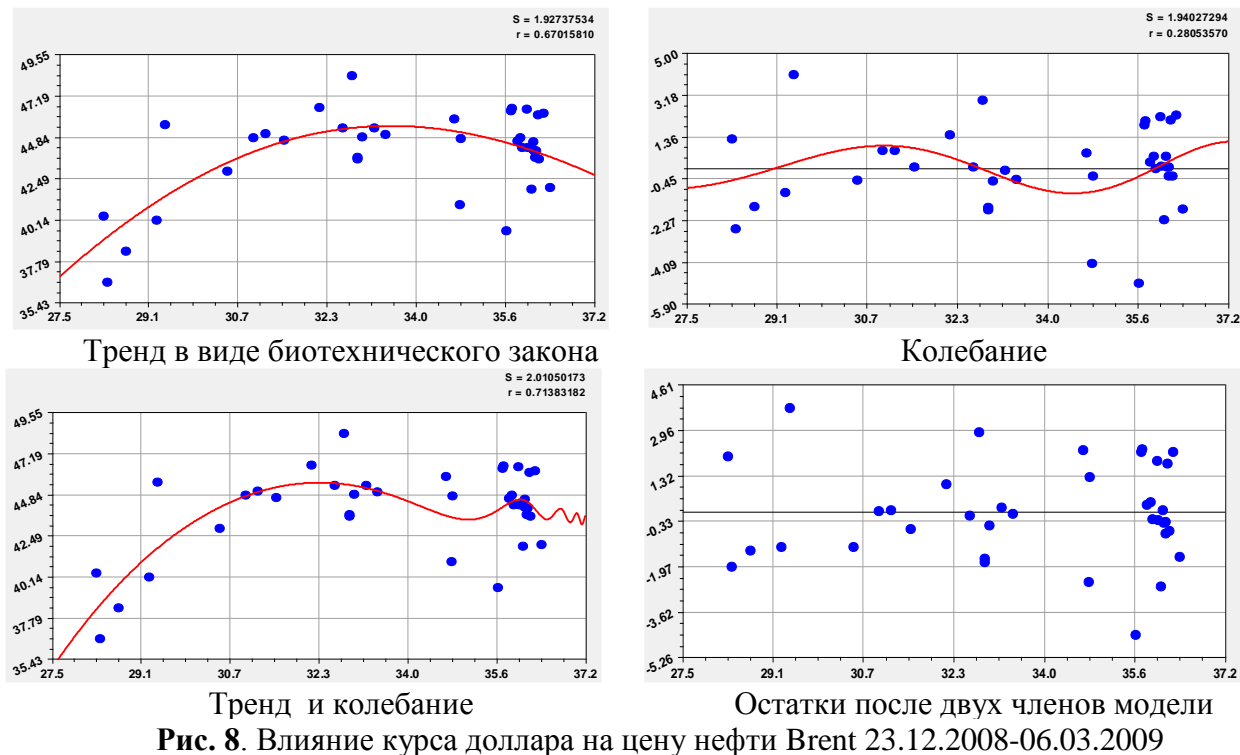 S = 1.92737534
r = 0.67015810
49.55
47.19
44.84
42.49
40.14
37.79
35.43
27.5 29.1 30.7 32.3 34.0 35.6 37.2
Тренд в виде биотехнического закона
S = 1.94027294
r = 0.28053570
5.00
3.18
1.36
-0.45
-2.27
-4.09
-5.90
27.5 29.1 30.7 32.3 34.0 35.6 37.2
Колебание
S = 2.01050173
r = 0.71383182
49.55
47.19
44.84
42.49
40.14
37.79
35.43
27.5 29.1 30.7 32.3 34.0 35.6 37.2
Тренд и колебание
4.61
2.96
1.32
-0.33
-1.97
-3.62
-5.26
27.5 29.1 30.7 32.3 34.0 35.6 37.2
Остатки после двух членов модели
Рис. 8. Влияние курса доллара на цену нефти Brent 23.12.2008-06.03.2009